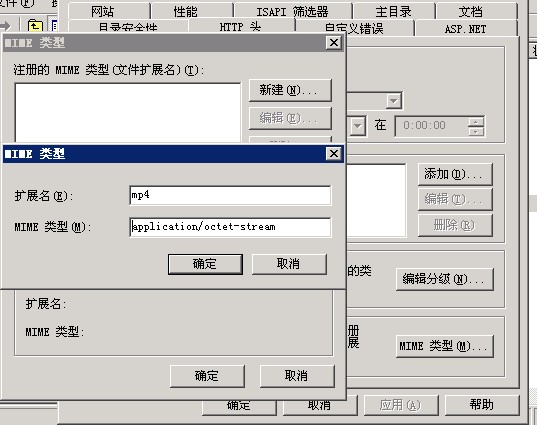 网站 性能 ISAPI 筛选器 主目录 文档
目录安全性 HTTP 头 自定义错误 ASP.NET
MIME 类型
注册的 MIME 类型(文件扩展名)(T):
新建(N)...
编辑(E)...
在 0:00:00
MIME 类型
扩展名(E): mp4
MIME 类型(M): application/octet-stream
确定 取消
添加(D)...
编辑(T)...
删除(R)
的类
编辑分级(N)...
扩展名:
MIME 类型:
册
展
MIME 类型(M)...
确定 取消
确定 取消 应用(A) 帮助